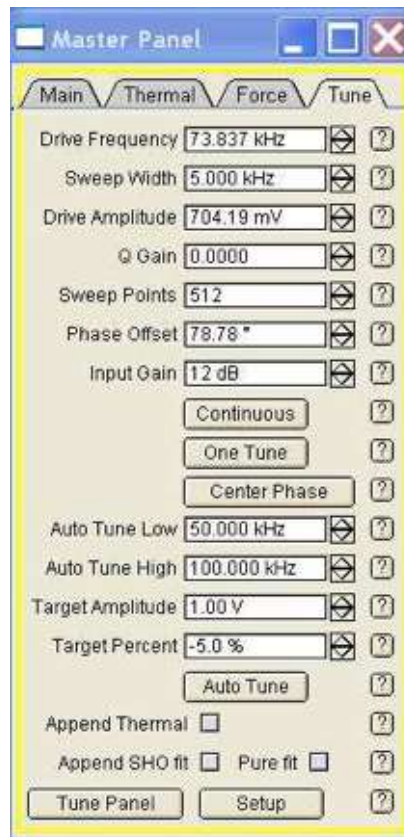 Master Panel
Main Thermal Force Tune
Drive Frequency 73.837 kHz ?
Sweep Width 5.000 kHz ?
Drive Amplitude 704.19 mV ?
Q Gain 0.0000 ?
Sweep Points 512 ?
Phase Offset 78.78 ° ?
Input Gain 12 dB ?
Continuous ?
One Tune ?
Center Phase ?
Auto Tune Low 50.000 kHz ?
Auto Tune High 100.000 kHz ?
Target Amplitude 1.00 V ?
Target Percent -5.0 % ?
Auto Tune ?
Append Thermal ?
Append SHO fit Pure fit ?
Tune Panel Setup ?